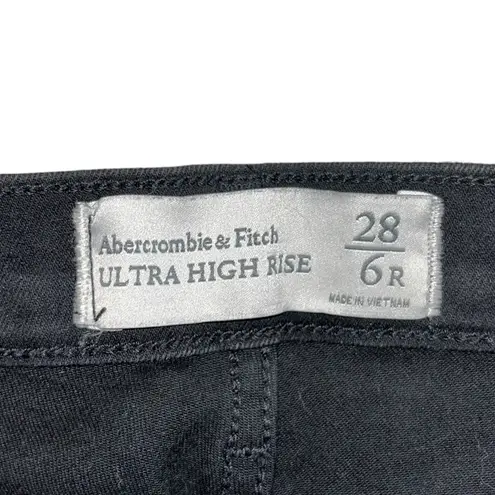 Abercrombie & Fitch
ULTRA HIGH RISE
28
6R
MADE IN VIETNAM